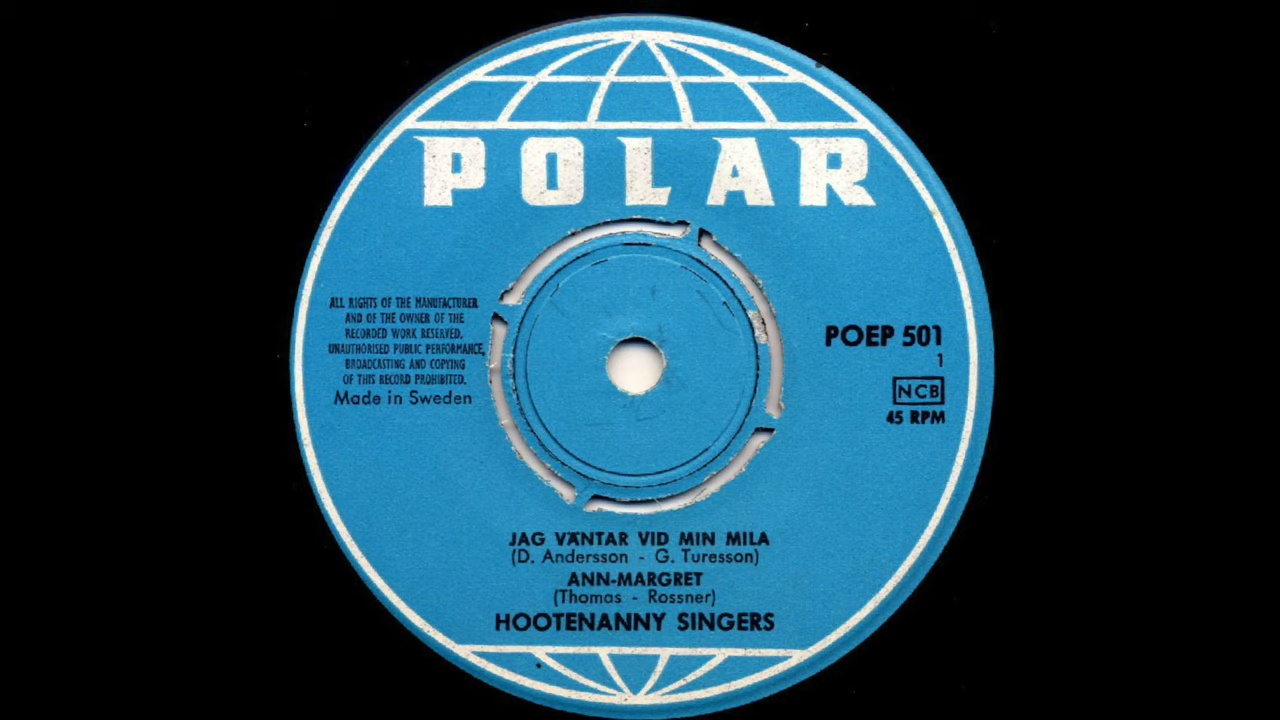 POLAR
ALL RIGHTS OF THE MANUFACTURER
AND OF THE OWNER OF THE
RECORDED WORK RESERVED.
UNAUTHORISED PUBLIC PERFORMANCE,
BROADCASTING AND COPYING
OF THIS RECORD PROHIBITED.
Made in Sweden
POEP 501
1
NCB
45 RPM
JAG VÄNTAR VID MIN MILA
(D. Andersson - G. Turesson)
ANN-MARGRET
(Thomas - Rossner)
HOOTENANNY SINGERS